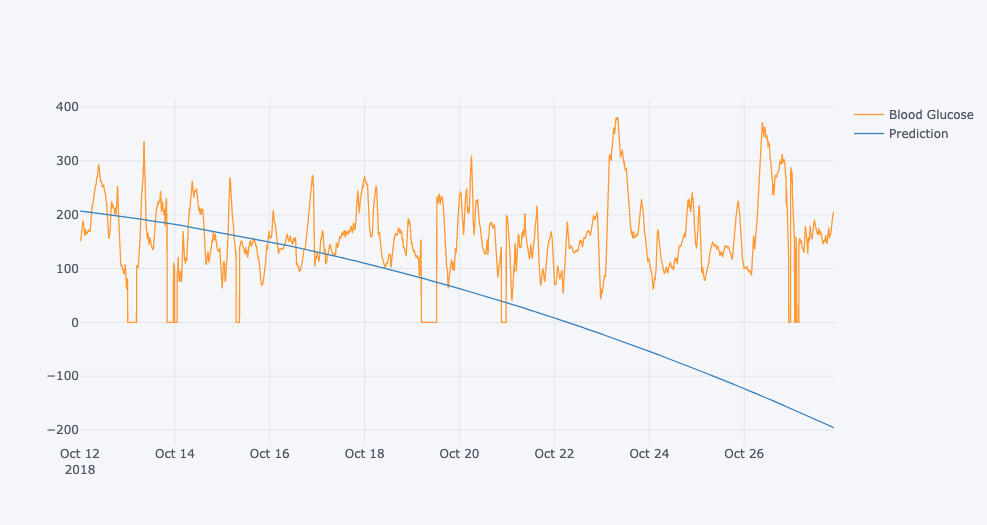 400
300
200
100
0
−100
−200
Oct 12
2018
Oct 14
Oct 16
Oct 18
Oct 20
Oct 22
Oct 24
Oct 26
Blood Glucose
Prediction